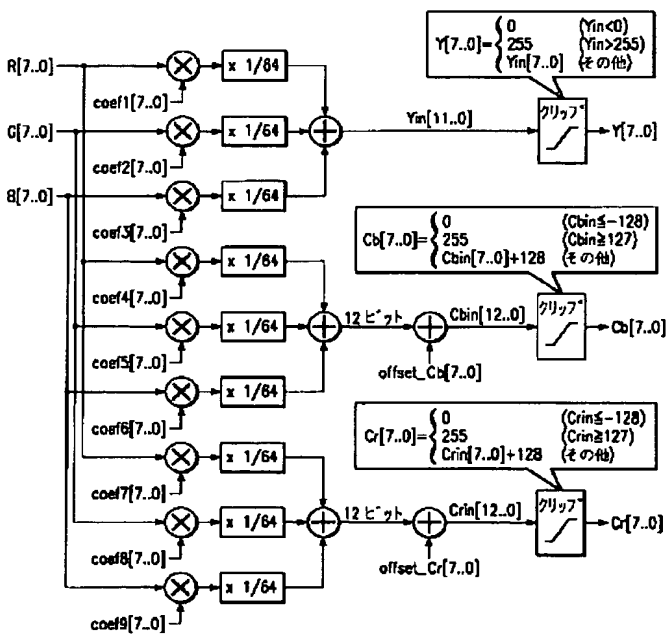 Y[7..0]=
0 (Yin<0)
255 (Yin>255)
Yin[7..0] (その他)
R[7..0]
x 1/64
coef1[7..0]
クリップ
G[7..0]
x 1/64
Yin[11..0]
Y[7..0]
coef2[7..0]
B[7..0]
x 1/64
coef3[7..0]
Cb[7..0]=
0 (Cbin≦-128)
255 (Cbin≧127)
Cbin[7..0]+128 (その他)
x 1/64
coef4[7..0]
クリップ
x 1/64
12 ビット
Cbin[12..0]
Cb[7..0]
coef5[7..0]
offset_Cb[7..0]
x 1/64
coef6[7..0]
Cr[7..0]=
0 (Crin≦-128)
255 (Crin≧127)
Crin[7..0]+128 (その他)
x 1/64
coef7[7..0]
クリップ
x 1/64
12 ビット
Crin[12..0]
Cr[7..0]
coef8[7..0]
offset_Cr[7..0]
x 1/64
coef9[7..0]